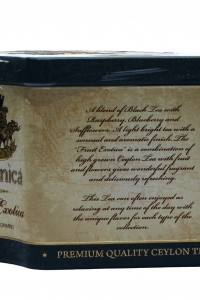 A blend of Black Tea with
Raspberry, Blueberry and
Safflowers. A light bright tea with a
sensual and aromatic finish. The
"Fruit Exotica" is a combination of
high grown Ceylon Tea with fruit
and flowers gives wonderful fragrant
and deliciously refreshing.
This Tea can often enjoyed as
relaxing at any time of the day with
the unique flavor for each type of the
collection.
nica
Exotica
PREMIUM QUALITY CEYLON TE